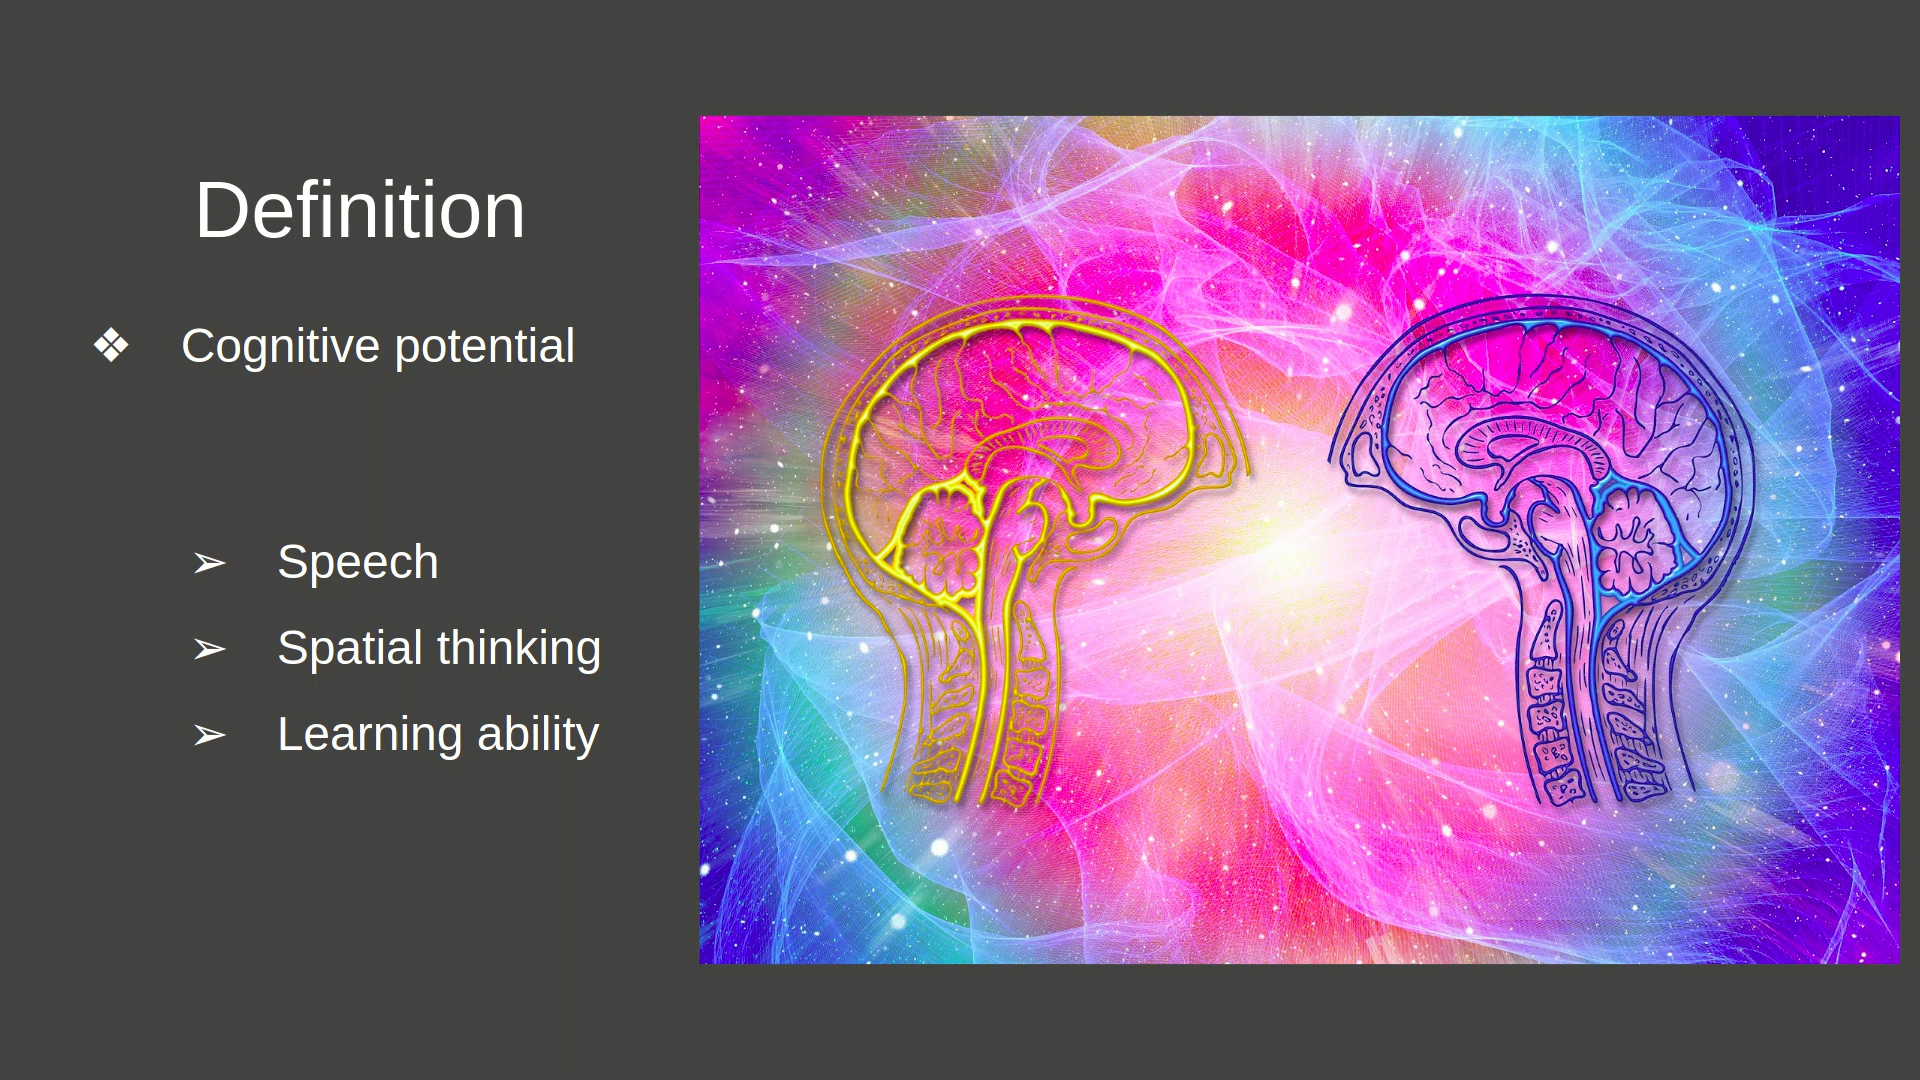 Definition
❖ Cognitive potential
➢ Speech
➢ Spatial thinking
➢ Learning ability